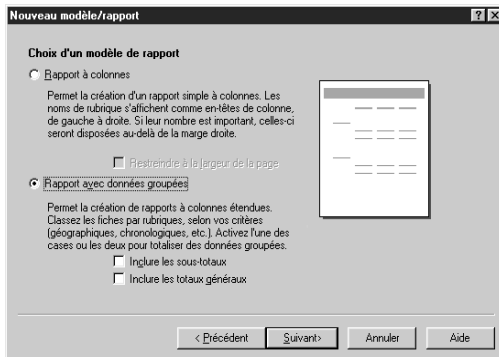 Nouveau modèle/rapport
Choix d'un modèle de rapport
Rapport à colonnes
Permet la création d'un rapport simple à colonnes. Les
noms de rubrique s'affichent comme en-têtes de colonne,
de gauche à droite. Si leur nombre est important, celles-ci
seront disposées au-delà de la marge droite.
Restreindre à la largeur de la page
Rapport avec données groupées
Permet la création de rapports à colonnes étendues.
Classez les fiches par rubriques, selon vos critères
(géographiques, chronologiques, etc.). Activez l'une des
cases ou les deux pour totaliser des données groupées.
Inclure les sous-totaux
Inclure les totaux généraux
< Précédent Suivant> Annuler Aide